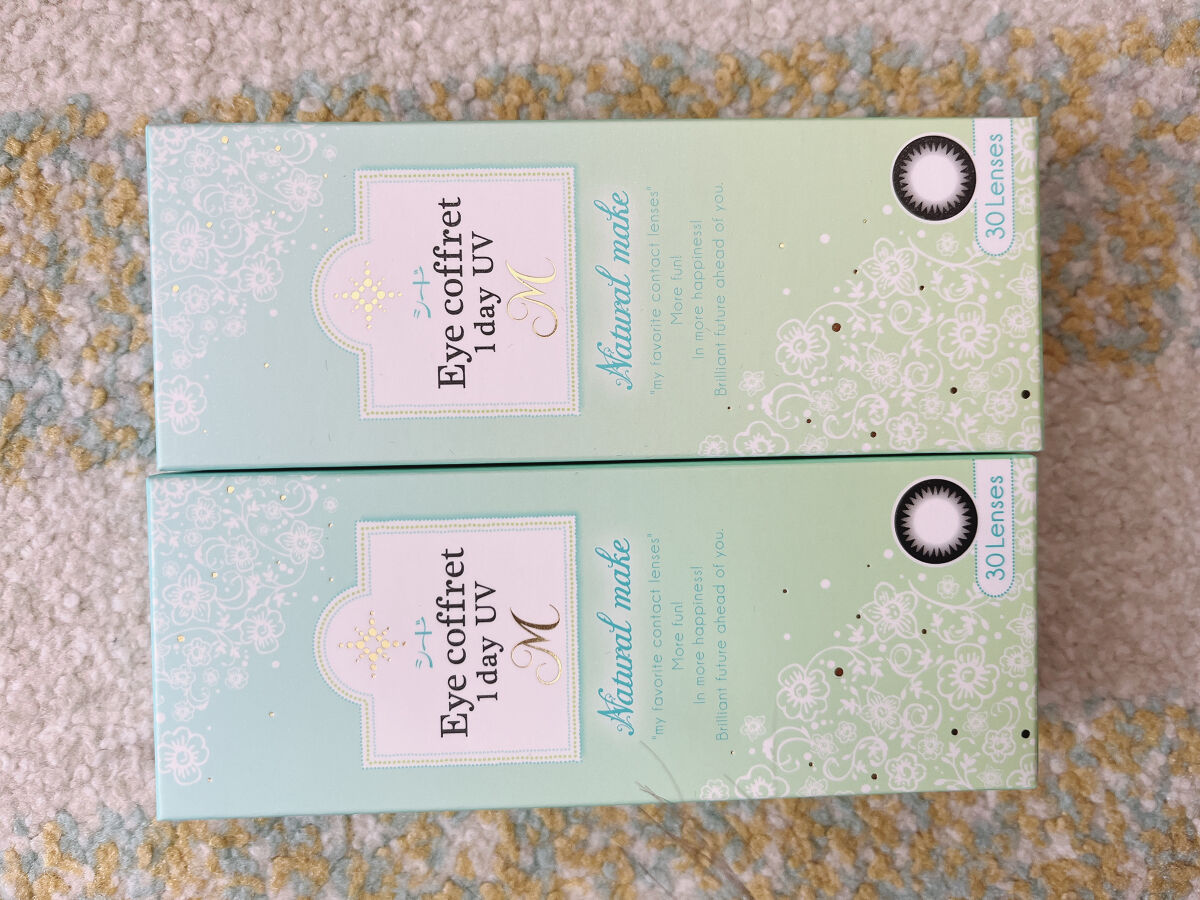 シード
Eye coffret
1 day UV
M
Natural make
"my favorite contact lenses"
More fun!
In more happiness!
Brilliant future ahead of you.
30 Lenses
シード
Eye coffret
1 day UV
M
Natural make
"my favorite contact lenses"
More fun!
In more happiness!
Brilliant future ahead of you.
30 Lenses